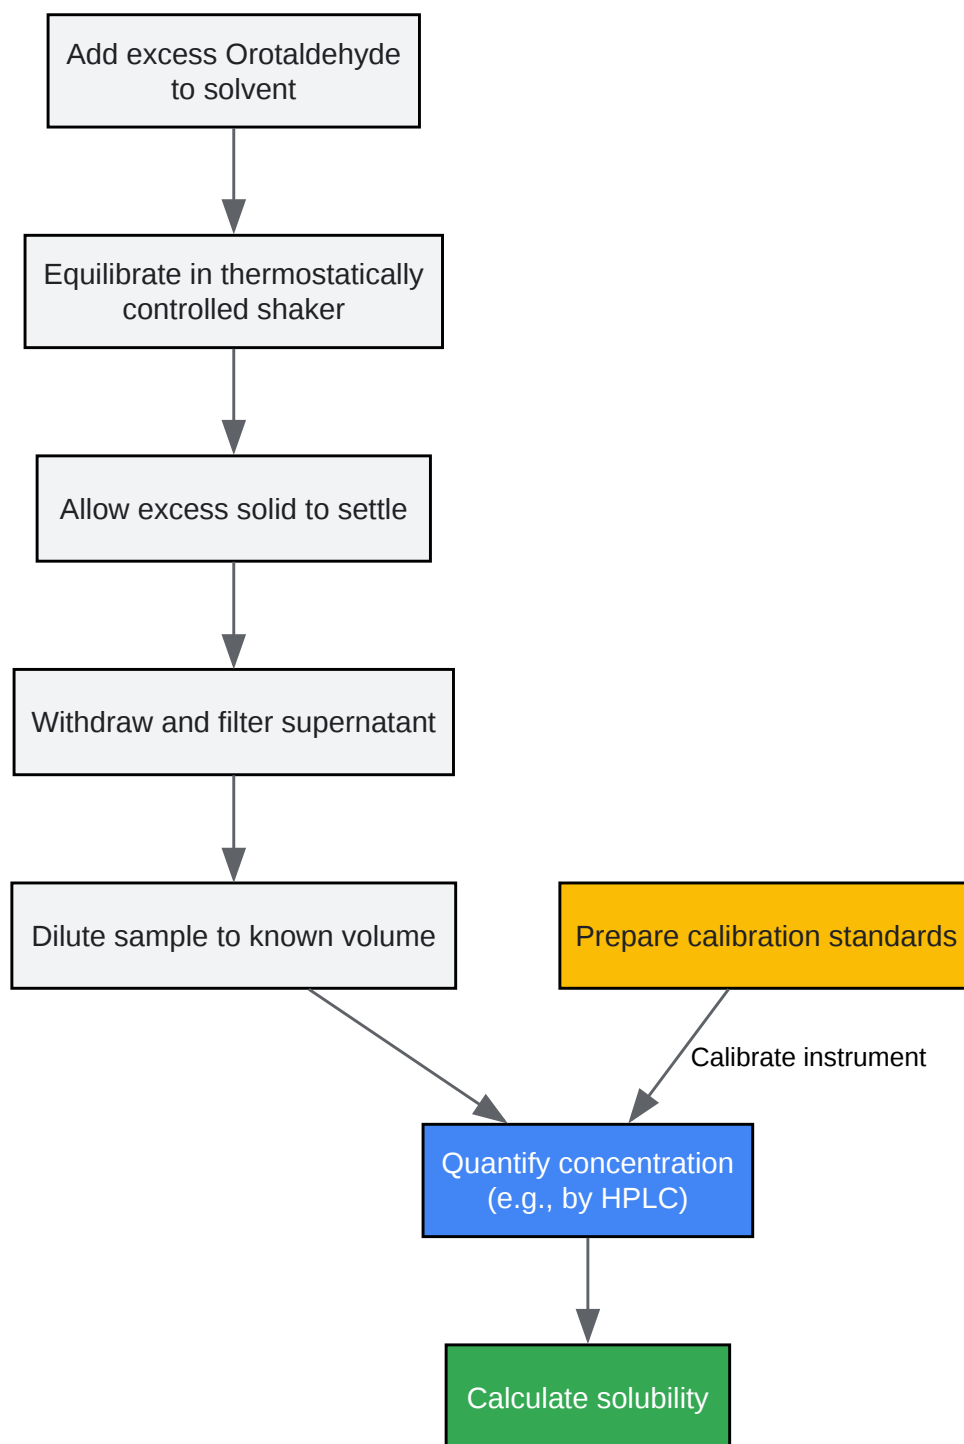 Add excess Orotaldehyde
to solvent
Equilibrate in thermostatically
controlled shaker
Allow excess solid to settle
Withdraw and filter supernatant
Dilute sample to known volume
Prepare calibration standards
Calibrate instrument
Quantify concentration
(e.g., by HPLC)
Calculate solubility